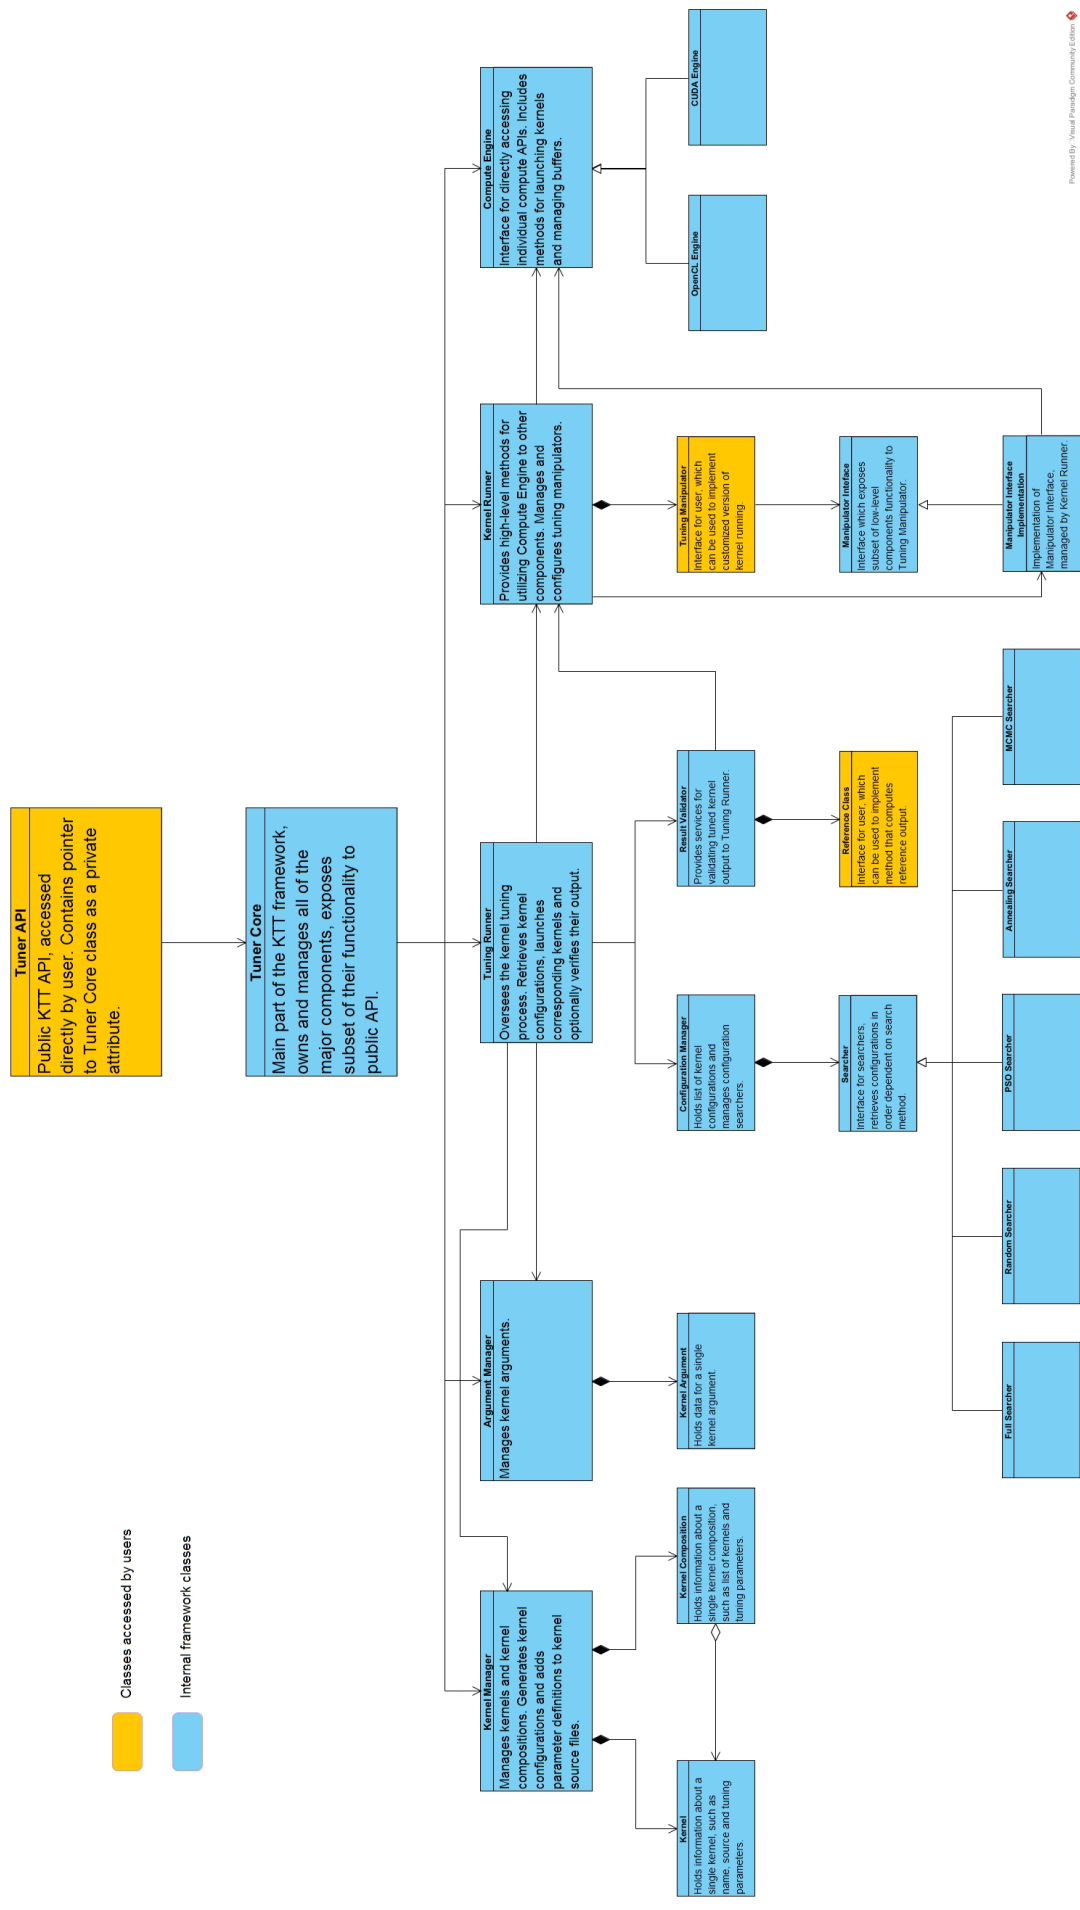 Tuner API
Public KTT API, accessed
directly by user. Contains pointer
to Tuner Core class as a private
attribute.
Classes accessed by users
Internal framework classes
Tuner Core
Main part of the KTT framework,
owns and manages all of the
major components, exposes
subset of their functionality to
public API.
Kernel Manager
Manages kernels and kernel
compositions. Generates kernel
configurations and adds
parameter definitions to kernel
source files.
Argument Manager
Manages kernel arguments.
Tuning Runner
Oversees the kernel tuning
process. Retrieves kernel
configurations, launches
corresponding kernels and
optionally verifies their output.
Kernel Runner
Provides high-level methods for
utilizing Compute Engine to other
components. Manages and
configures tuning manipulators.
Compute Engine
Interface for directly accessing
individual compute APIs. Includes
methods for launching kernels
and managing buffers.
Kernel
Holds information about a
single kernel, such as
name, source and tuning
parameters.
Kernel Composition
Holds information about a
single kernel composition,
such as list of kernels and
tuning parameters.
Kernel Argument
Holds data for a single
kernel argument.
Configuration Manager
Holds list of kernel
configurations and
manages configuration
searchers.
Result Validator
Provides services for
validating tuned kernel
output to Tuning Runner.
Tuning Manipulator
Interface for user, which
can be used to implement
customized version of
kernel running.
OpenCL Engine
CUDA Engine
Searcher
Interface for searchers,
retrieves configurations in
order dependent on search
method.
Reference Class
Interface for user, which
can be used to implement
method that computes
reference output.
Manipulator Inteface
Interface which exposes
subset of low-level
components functionality to
Tuning Manipulator.
Full Searcher
Random Searcher
PSO Searcher
Annealing Searcher
MCMC Searcher
Manipulator Interface
Implementation
Implementation of
Manipulator Interface,
managed by Kernel Runner.
Powered By Visual Paradigm Community Edition